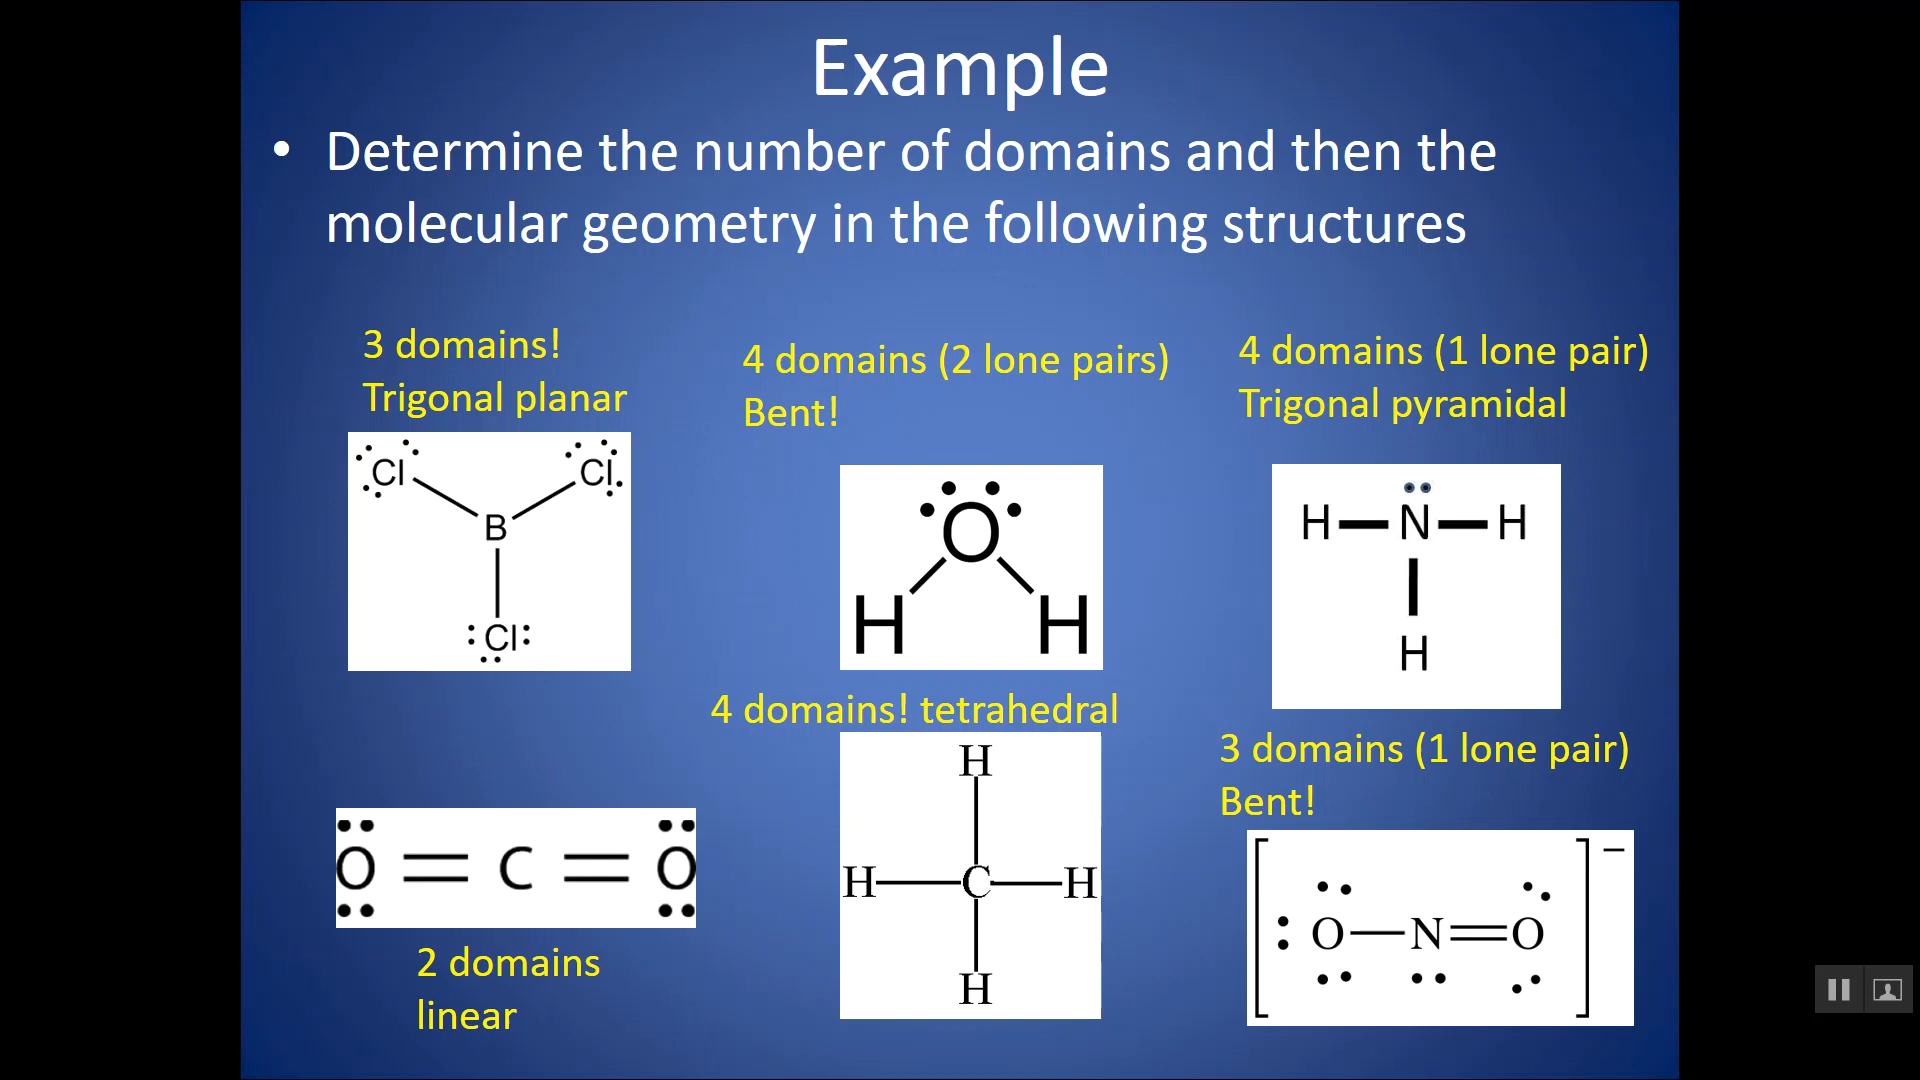 Example
• Determine the number of domains and then the
molecular geometry in the following structures
3 domains!
Trigonal planar
4 domains (2 lone pairs)
Bent!
4 domains (1 lone pair)
Trigonal pyramidal
Cl Cl
B
Cl
O
H H
H N H
H
4 domains! tetrahedral
3 domains (1 lone pair)
Bent!
O = C = O
2 domains
linear
H
H C H
H
[ O — N = O ] −